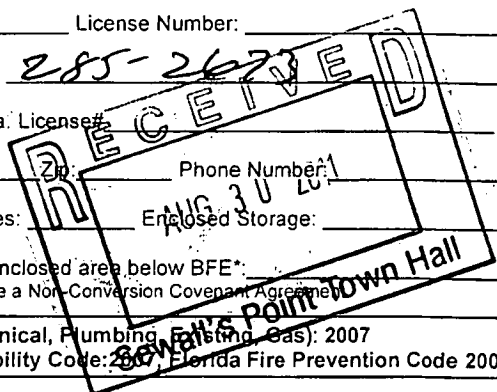 License Number:
285-26
a: License#
RECEIVED
Zip: Phone Number:
AUG 30 2011
es: Enclosed Storage:
nclosed area below BFE*:
e a Non-Conversion Covenant Agreement
Sewall's Point Town Hall
nical, Plumbing, Existing, Gas): 2007
bility Code: 2007, Florida Fire Prevention Code 200